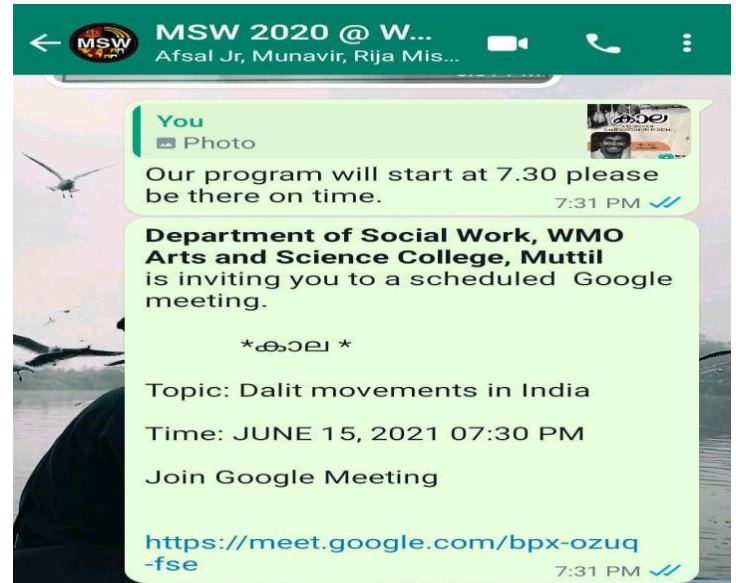 MSW
MSW 2020 @ W...
Afsal Jr, Munavir, Rija Mis...
You
Photo
കാല
Our program will start at 7.30 please
be there on time.
7:31 PM
Department of Social Work, WMO
Arts and Science College, Muttil
is inviting you to a scheduled Google
meeting.
*കാല *
Topic: Dalit movements in India
Time: JUNE 15, 2021 07:30 PM
Join Google Meeting
https://meet.google.com/bpx-ozuq
-fse
7:31 PM